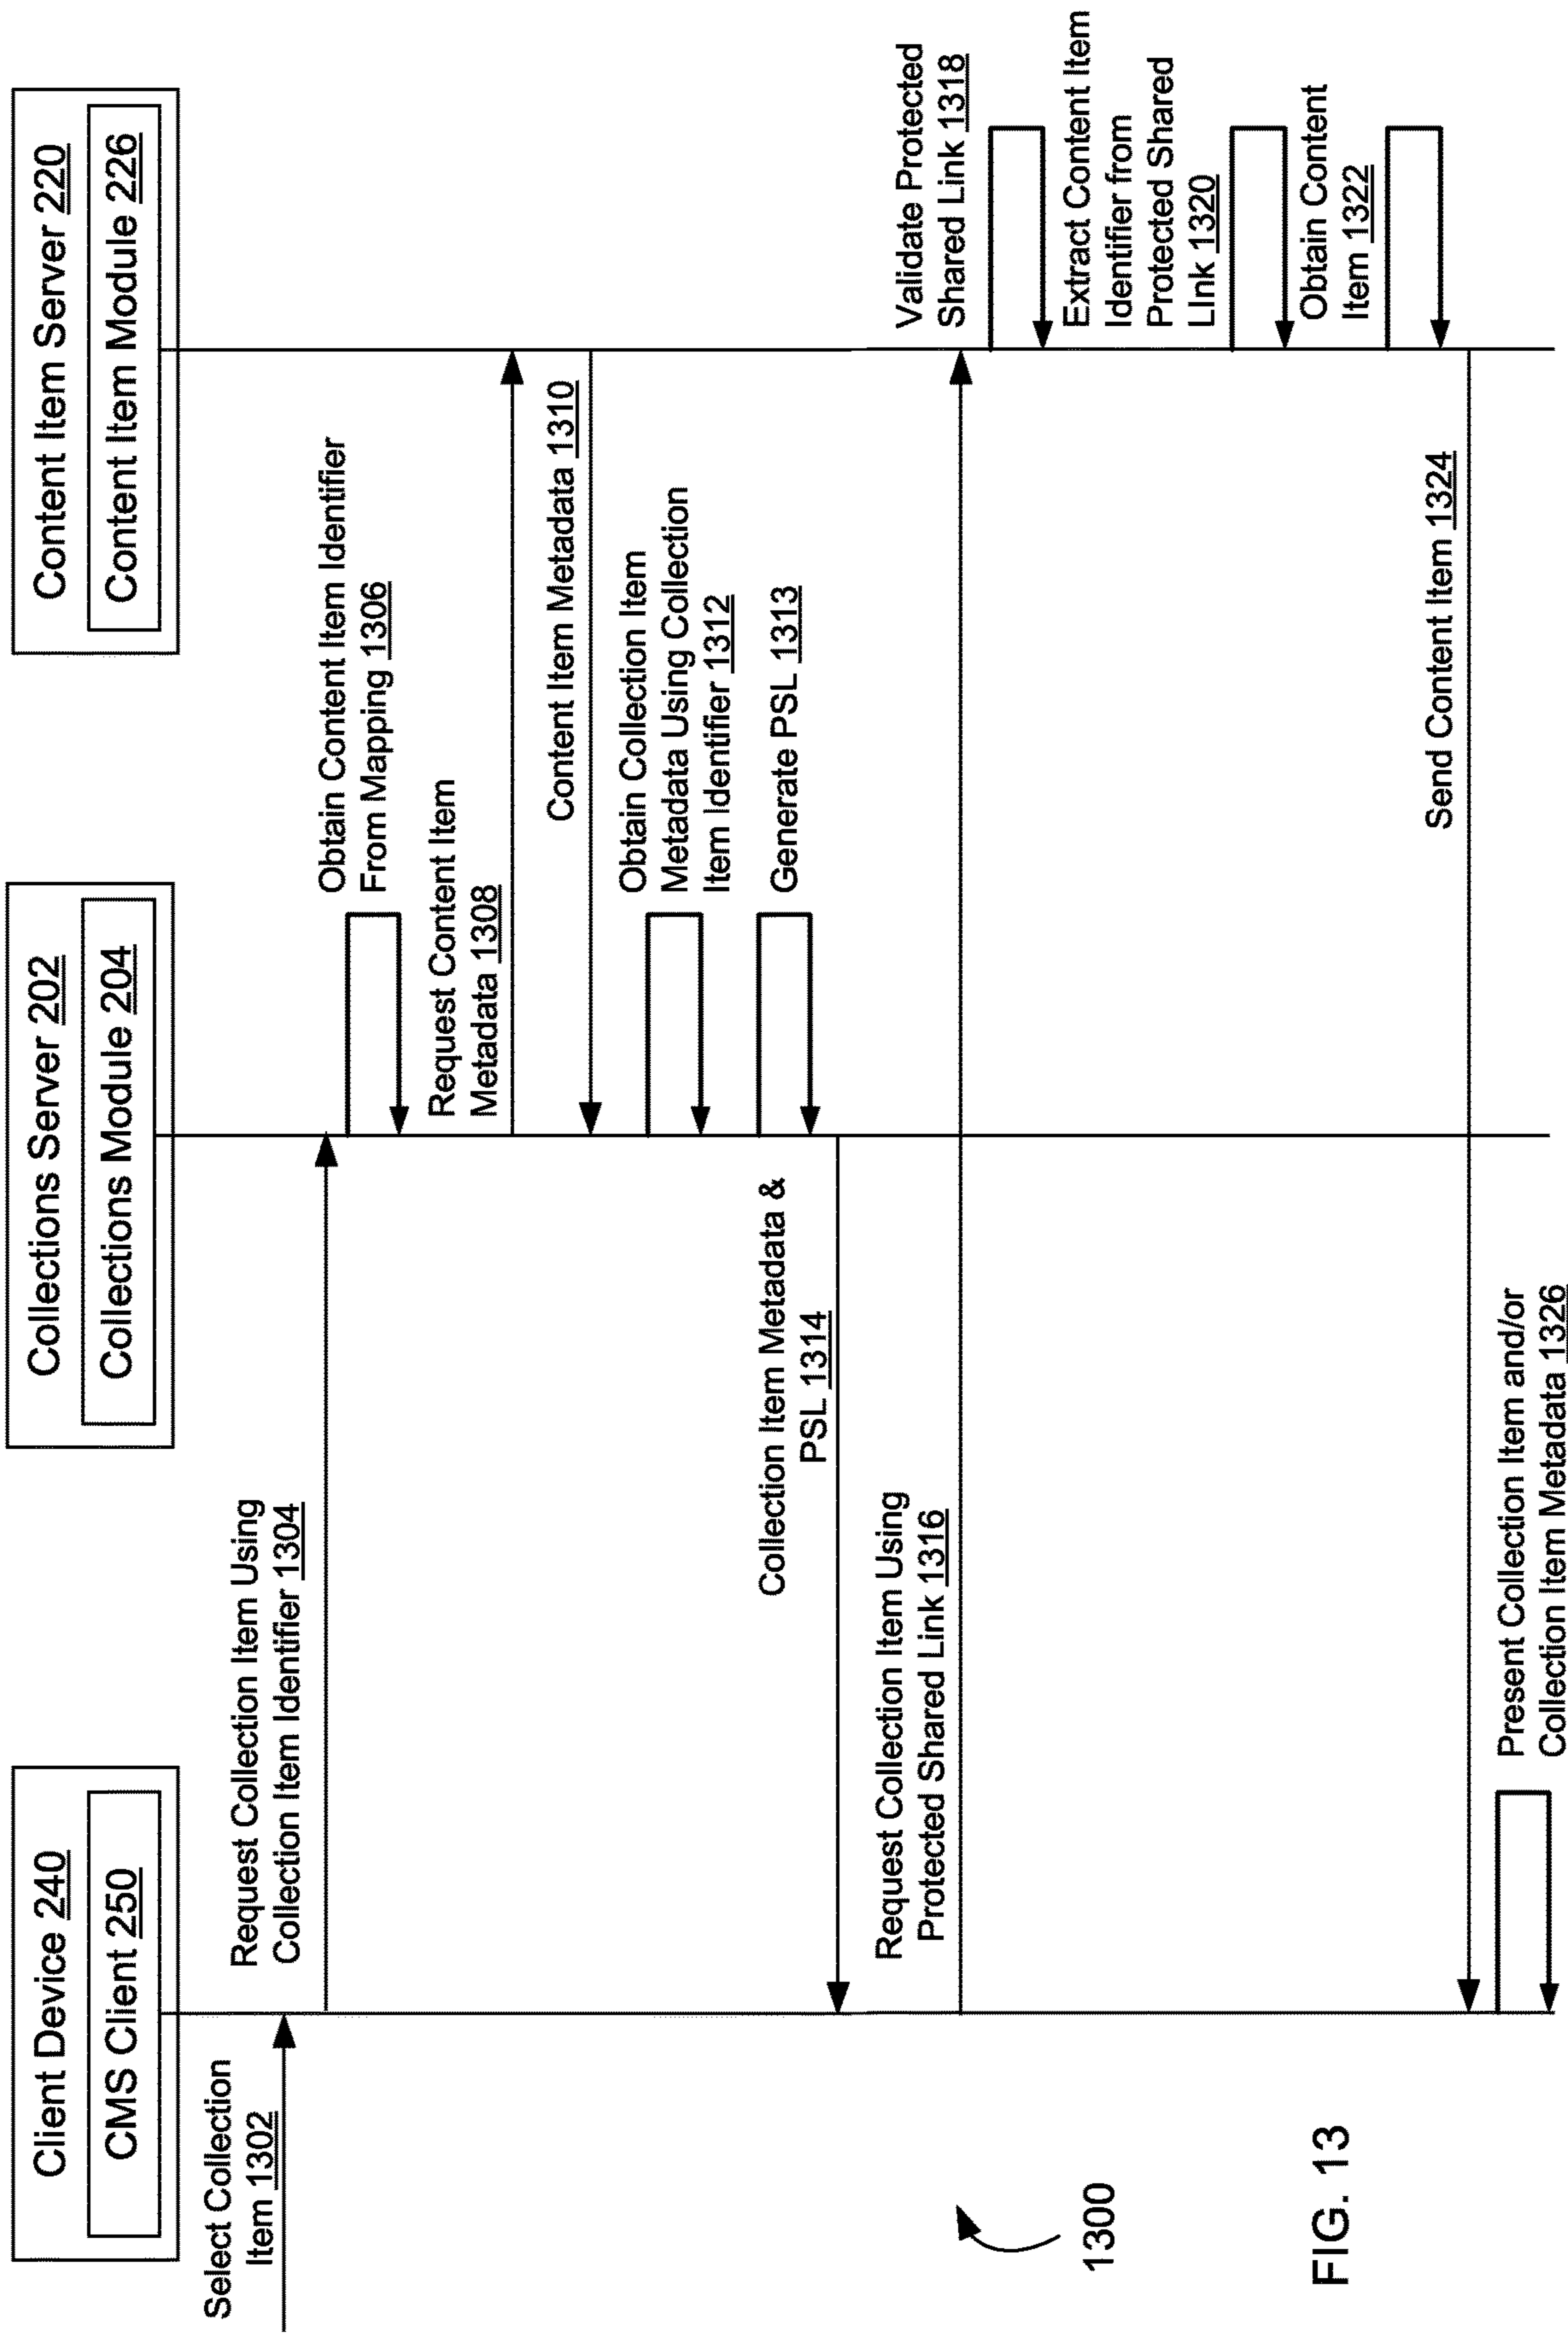 Client Device 240
CMS Client 250
Collections Server 202
Collections Module 204
Content Item Server 220
Content Item Module 226
Select Collection
Item 1302
Request Collection Item Using
Collection Item Identifier 1304
Obtain Content Item Identifier
From Mapping 1306
Request Content Item
Metadata 1308
Content Item Metadata 1310
Obtain Collection Item
Metadata Using Collection
Item Identifier 1312
Generate PSL 1313
Collection Item Metadata &
PSL 1314
Request Collection Item Using
Protected Shared Link 1316
Validate Protected
Shared Link 1318
Extract Content Item
Identifier from
Protected Shared
LInk 1320
Obtain Content
Item 1322
Send Content Item 1324
Present Collection Item and/or
Collection Item Metadata 1326
1300
FIG. 13